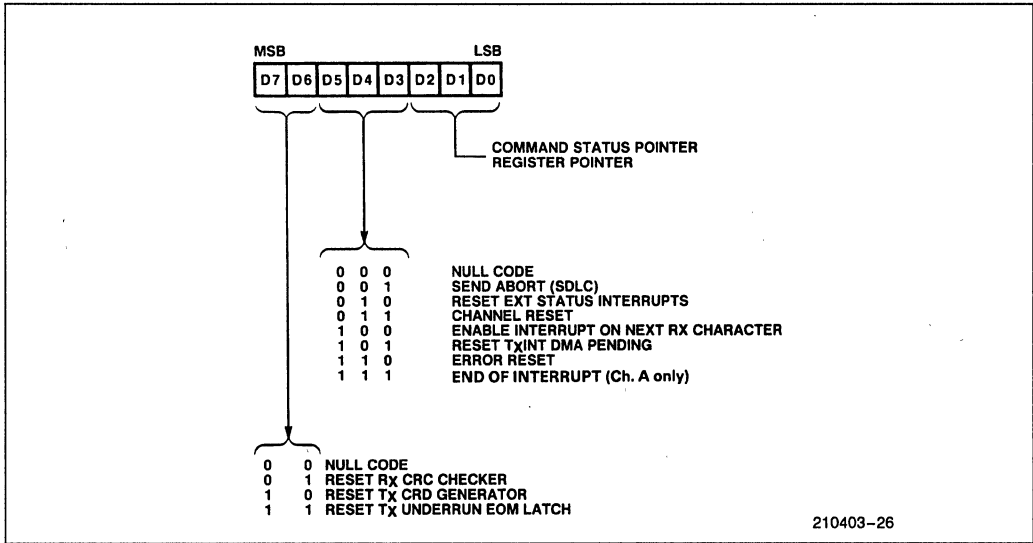 MSB LSB
D7 D6 D5 D4 D3 D2 D1 D0
COMMAND STATUS POINTER
REGISTER POINTER
0 0 0 NULL CODE
0 0 1 SEND ABORT (SDLC)
0 1 0 RESET EXT STATUS INTERRUPTS
0 1 1 CHANNEL RESET
1 0 0 ENABLE INTERRUPT ON NEXT RX CHARACTER
1 0 1 RESET TXINT DMA PENDING
1 1 0 ERROR RESET
1 1 1 END OF INTERRUPT (Ch. A only)
0 0 NULL CODE
0 1 RESET RX CRC CHECKER
1 0 RESET TX CRD GENERATOR
1 1 RESET TX UNDERRUN EOM LATCH
210403-26